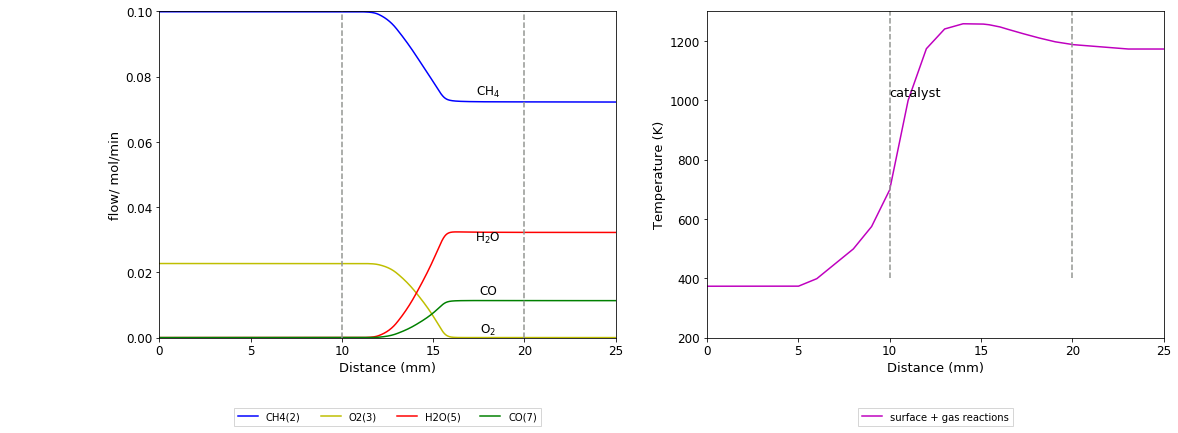 0.10
0.08
0.06
0.04
0.02
0.00
flow/ mol/min
CH4
H2O
CO
O2
0 5 10 15 20 25
Distance (mm)
CH4(2) O2(3) H2O(5) CO(7)
1200
1000
800
600
400
200
Temperature (K)
catalyst
0 5 10 15 20 25
Distance (mm)
surface + gas reactions